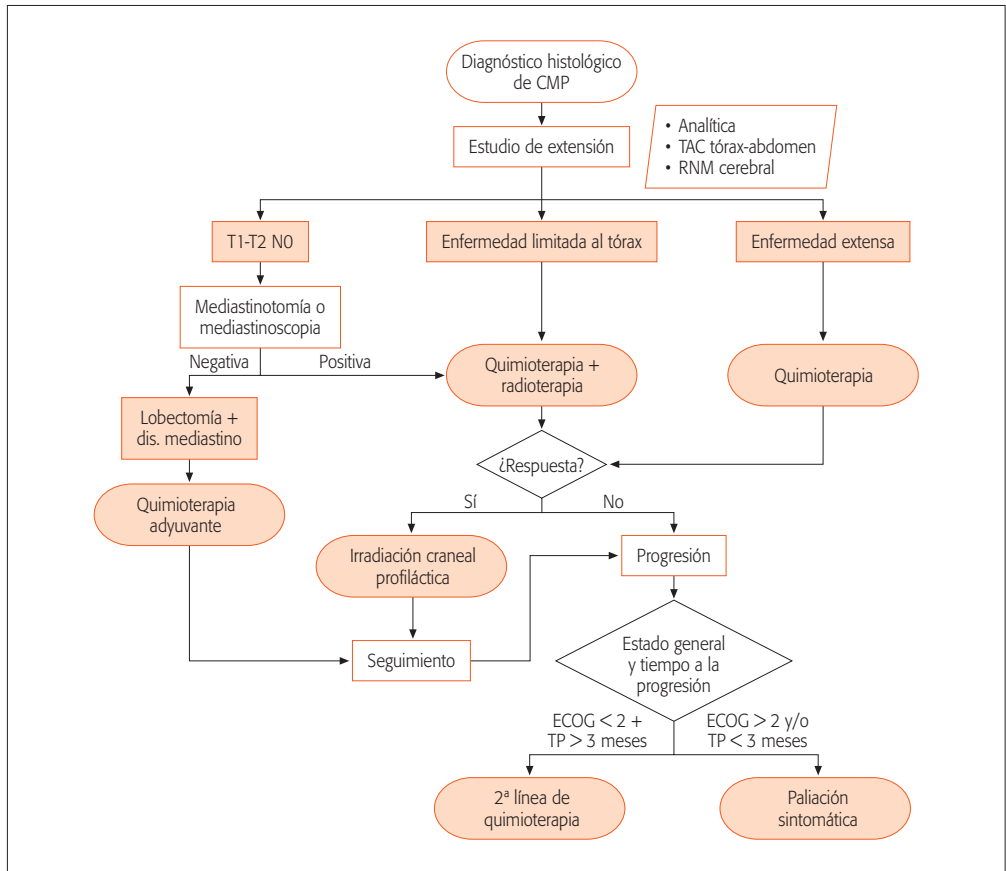 Diagnóstico histológico
de CMP
Estudio de extensión
• Analítica
• TAC tórax-abdomen
• RNM cerebral
T1-T2 N0
Enfermedad limitada al tórax
Enfermedad extensa
Mediastinotomía o
mediastinoscopia
Negativa
Positiva
Quimioterapia +
radioterapia
Quimioterapia
Lobectomía +
dis. mediastino
¿Respuesta?
Quimioterapia
adyuvante
Sí
No
Irradiación craneal
profiláctica
Progresión
Seguimiento
Estado general
y tiempo a la
progresión
ECOG < 2 +
TP > 3 meses
ECOG > 2 y/o
TP < 3 meses
2ª línea de
quimioterapia
Paliación
sintomática